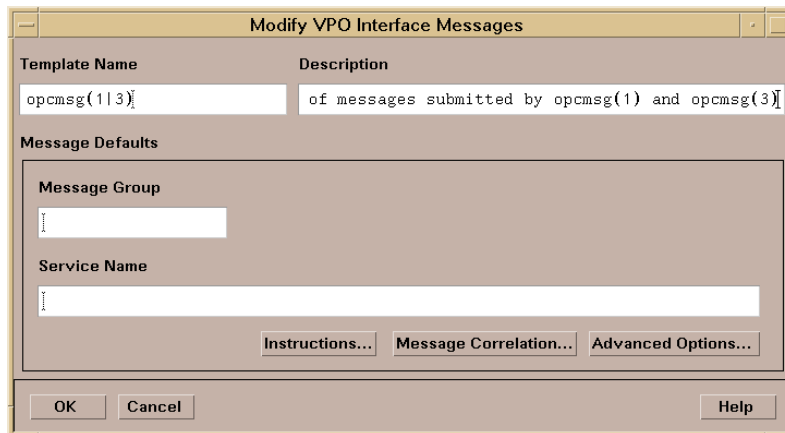 Modify VPO Interface Messages
Template Name Description
opcmsg(1|3) of messages submitted by opcmsg(1) and opcmsg(3)
Message Defaults
Message Group
Service Name
Instructions... Message Correlation... Advanced Options...
OK Cancel Help